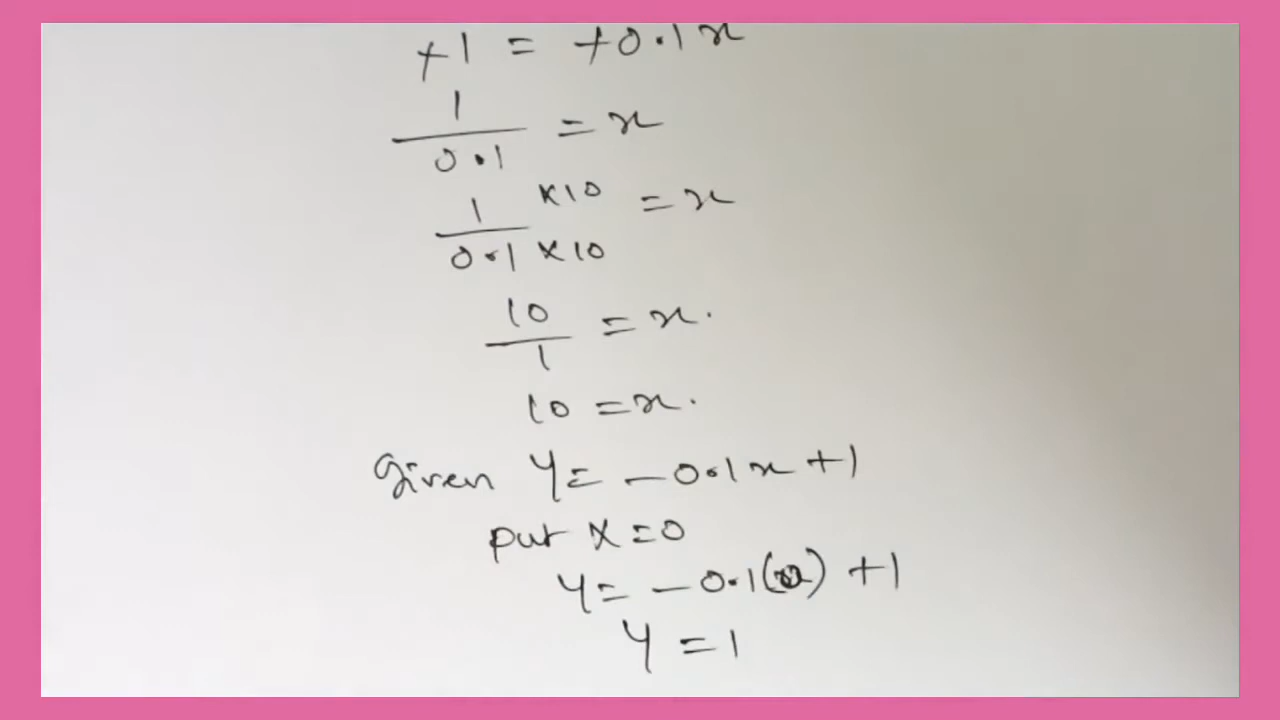 +1 = +0.1x
1/0.1 = x
1×10/0.1×10 = x
10/1 = x.
10 = x.
Given y = -0.1x +1
put x = 0
y = -0.1(0) +1
y = 1